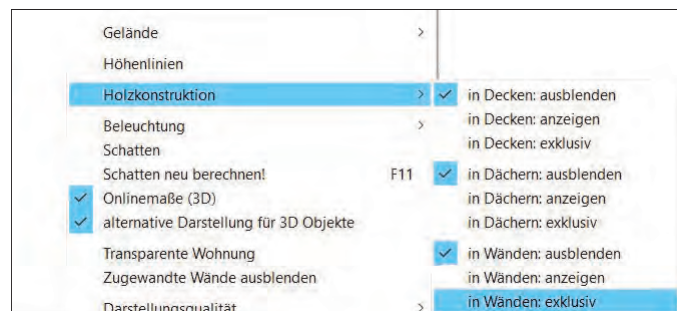 Gelände
Höhenlinien
Holzkonstruktion
Beleuchtung
Schatten
Schatten neu berechnen! F11
Onlinemaße (3D)
alternative Darstellung für 3D Objekte
Transparente Wohnung
Zugewandte Wände ausblenden
Darstellungsqualität
in Decken: ausblenden
in Decken: anzeigen
in Decken: exklusiv
in Dächern: ausblenden
in Dächern: anzeigen
in Dächern: exklusiv
in Wänden: ausblenden
in Wänden: anzeigen
in Wänden: exklusiv